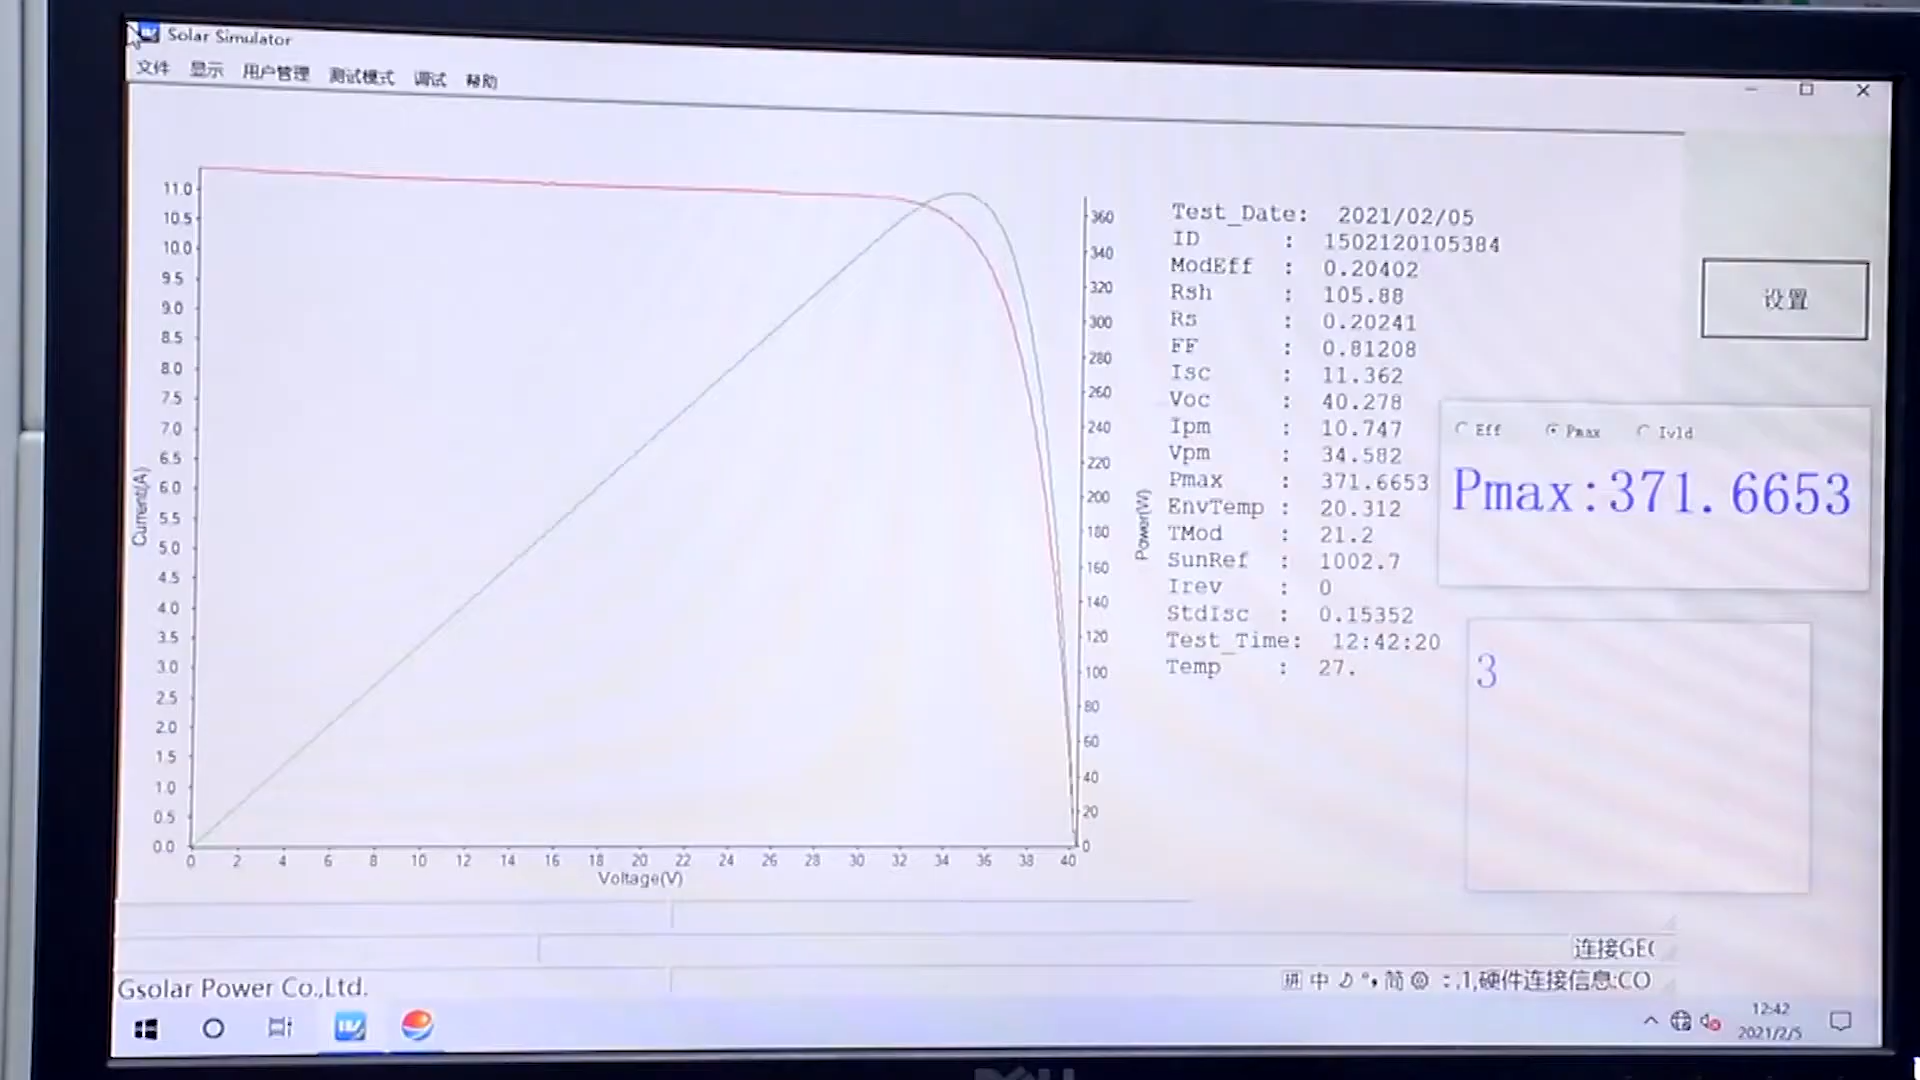 Solar Simulator
文件 显示 用户管理 测试模式 调试 帮助
11.0
10.5
10.0
9.5
9.0
8.5
8.0
7.5
7.0
6.5
6.0
5.5
5.0
4.5
4.0
3.5
3.0
2.5
2.0
1.5
1.0
0.5
0.0
Current(A)
0 2 4 6 8 10 12 14 16 18 20 22 24 26 28 30 32 34 36 38 40
Voltage(V)
360
340
320
300
280
260
240
220
200
180
160
140
120
100
80
60
40
20
0
Power(W)
Test_Date: 2021/02/05
ID : 1502120105384
ModEff : 0.20402
Rsh : 105.88
Rs : 0.20241
FF : 0.81208
Isc : 11.362
Voc : 40.278
Ipm : 10.747
Vpm : 34.582
Pmax : 371.6653
EnvTemp : 20.312
TMod : 21.2
SunRef : 1002.7
Irev : 0
StdIsc : 0.15352
Test_Time: 12:42:20
Temp : 27.
设置
Eff Pmax Ivld
Pmax:371.6653
3
连接GE
Gsolar Power Co.,Ltd.
拼 中 简 :.1,硬件连接信息:CO
12:42
2021/2/5